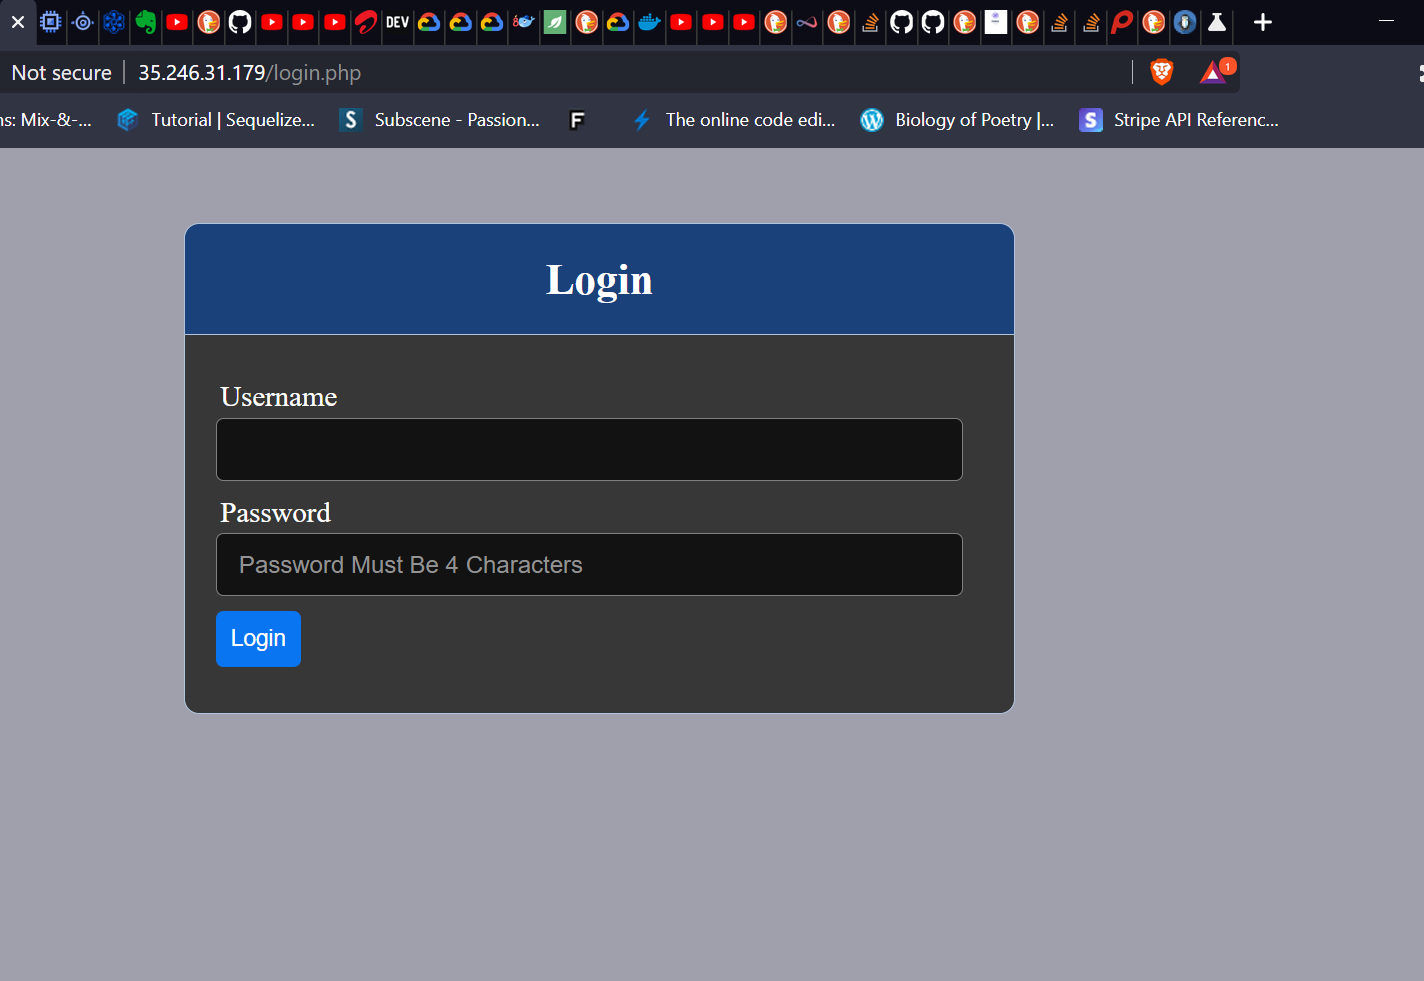 DEV
Not secure 35.246.31.179/login.php 1
ns: Mix-&-... Tutorial | Sequelize... S Subscene - Passion... F The online code edi... Biology of Poetry |... S Stripe API Referenc...
Login
Username
Password
Password Must Be 4 Characters
Login